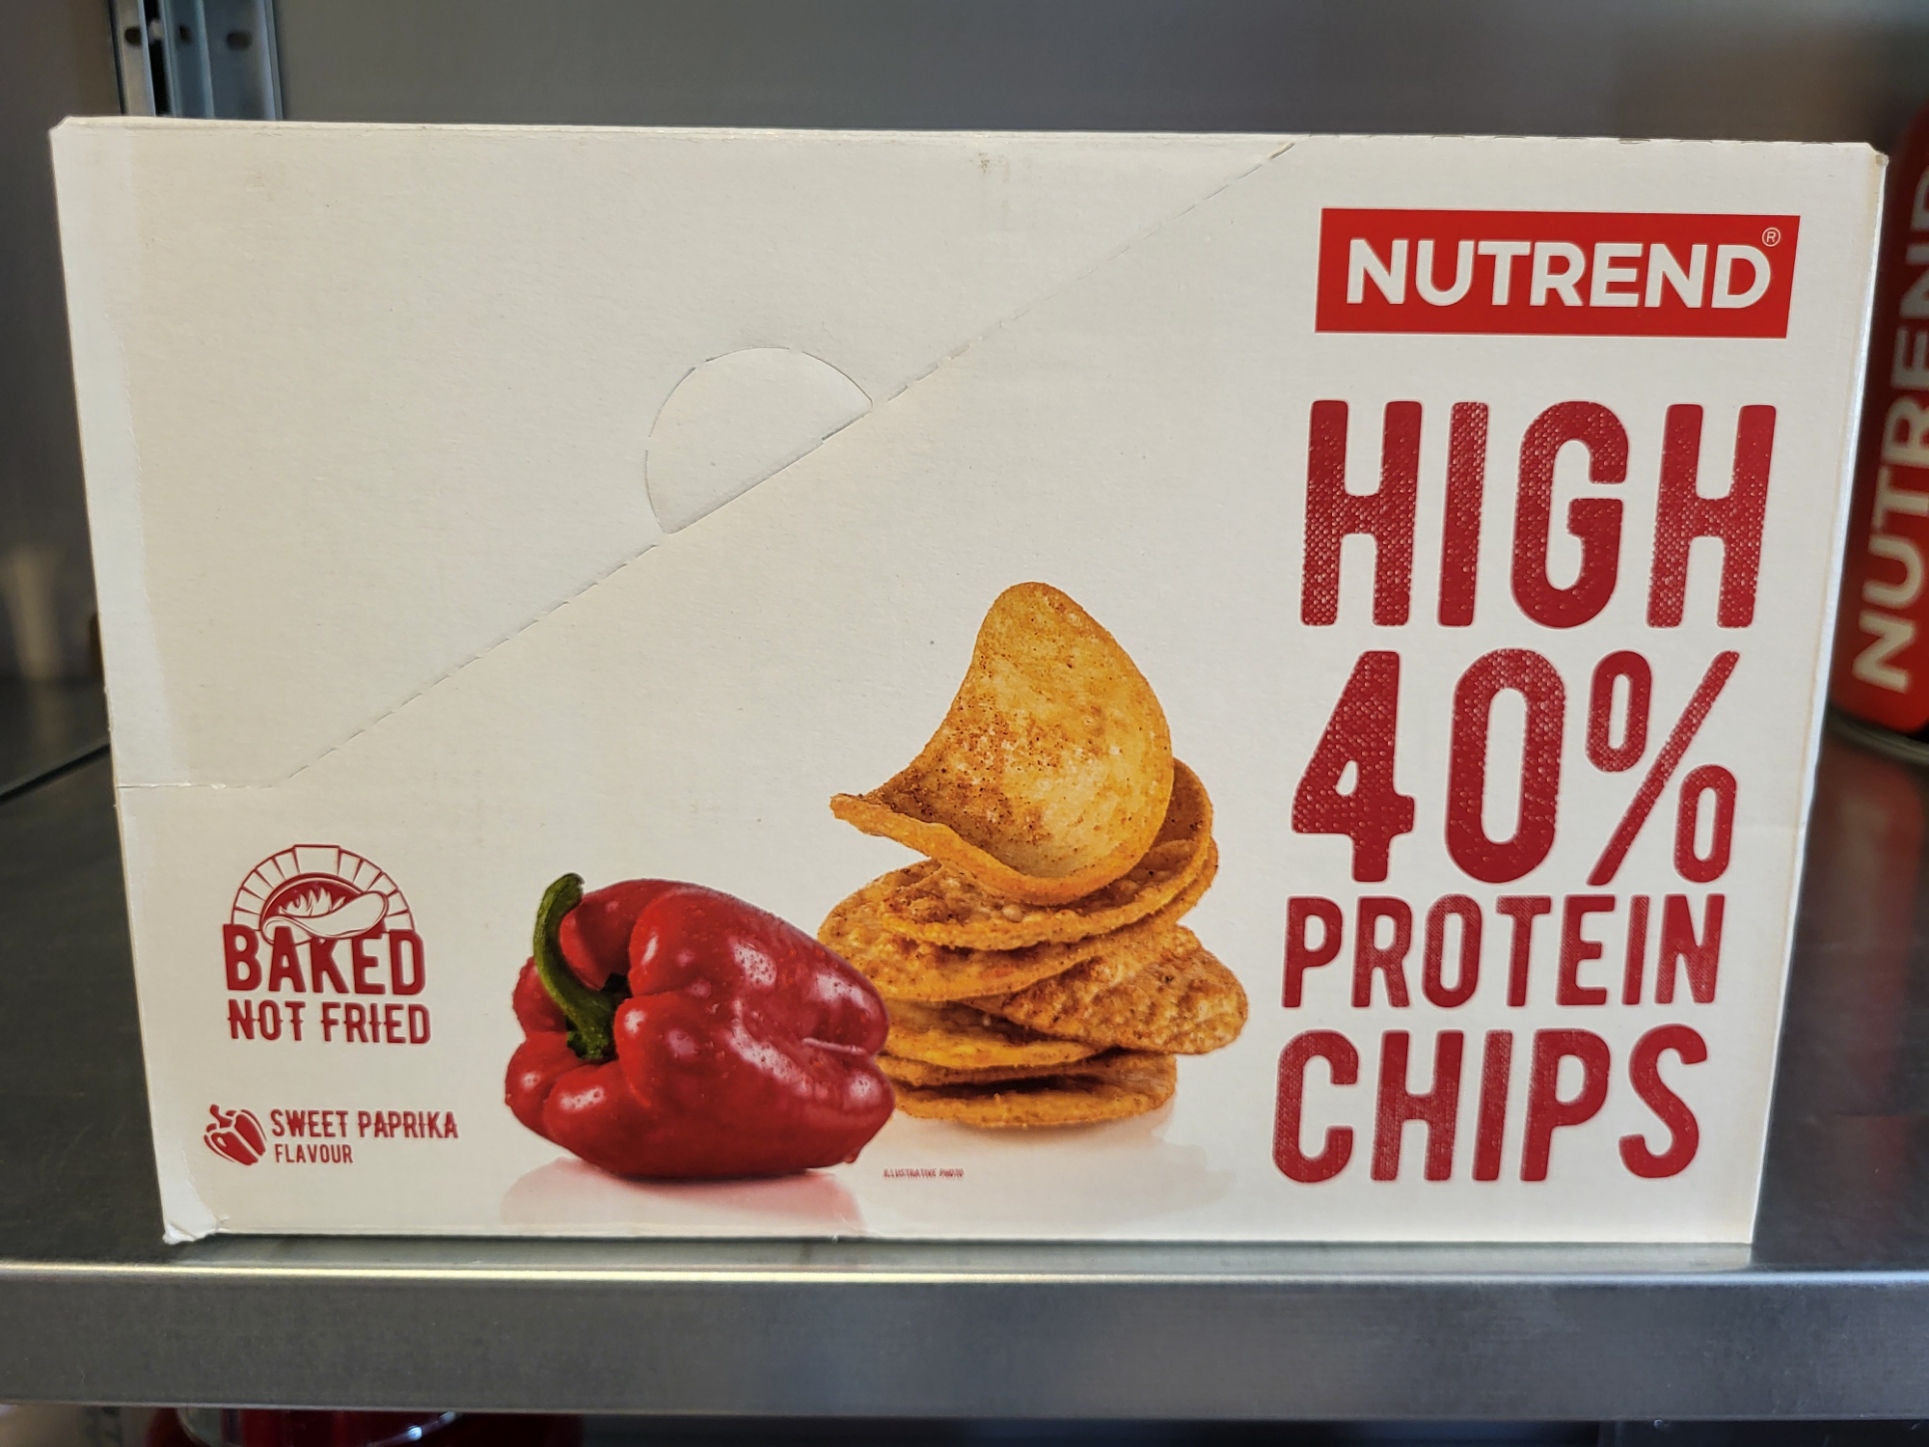 NUTREND®
HIGH
40%
PROTEIN
CHIPS
BAKED
NOT FRIED
SWEET PAPRIKA
FLAVOUR
ILLUSTRATIVE PHOTO
NUTREND